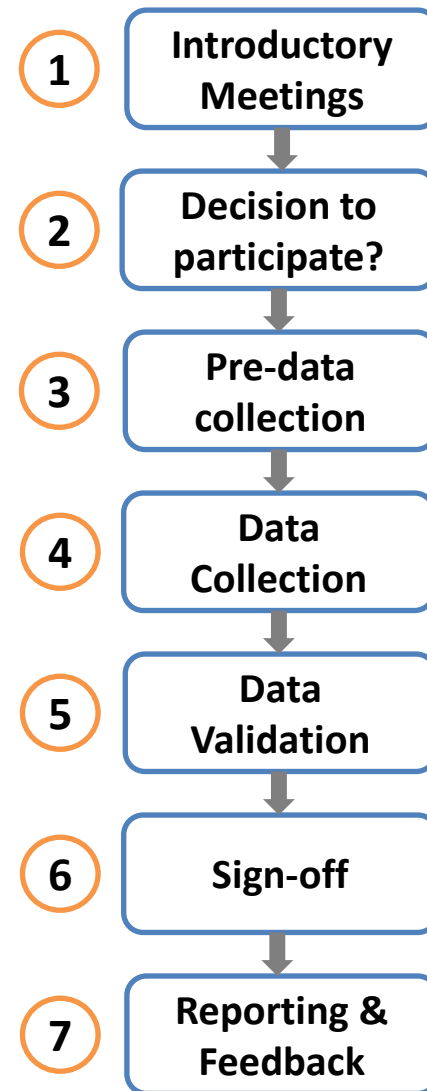 1
Introductory
Meetings
2
Decision to
participate?
3
Pre-data
collection
4
Data
Collection
5
Data
Validation
6
Sign-off
7
Reporting &
Feedback